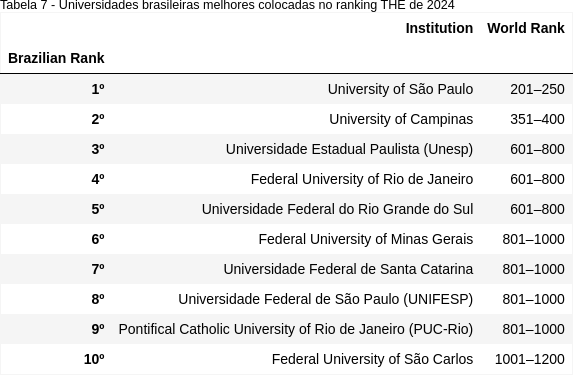 Tabela 7 - Universidades brasileiras melhores colocadas no ranking THE de 2024
Institution World Rank
Brazilian Rank
1º University of São Paulo 201–250
2º University of Campinas 351–400
3º Universidade Estadual Paulista (Unesp) 601–800
4º Federal University of Rio de Janeiro 601–800
5º Universidade Federal do Rio Grande do Sul 601–800
6º Federal University of Minas Gerais 801–1000
7º Universidade Federal de Santa Catarina 801–1000
8º Universidade Federal de São Paulo (UNIFESP) 801–1000
9º Pontifical Catholic University of Rio de Janeiro (PUC-Rio) 801–1000
10º Federal University of São Carlos 1001–1200